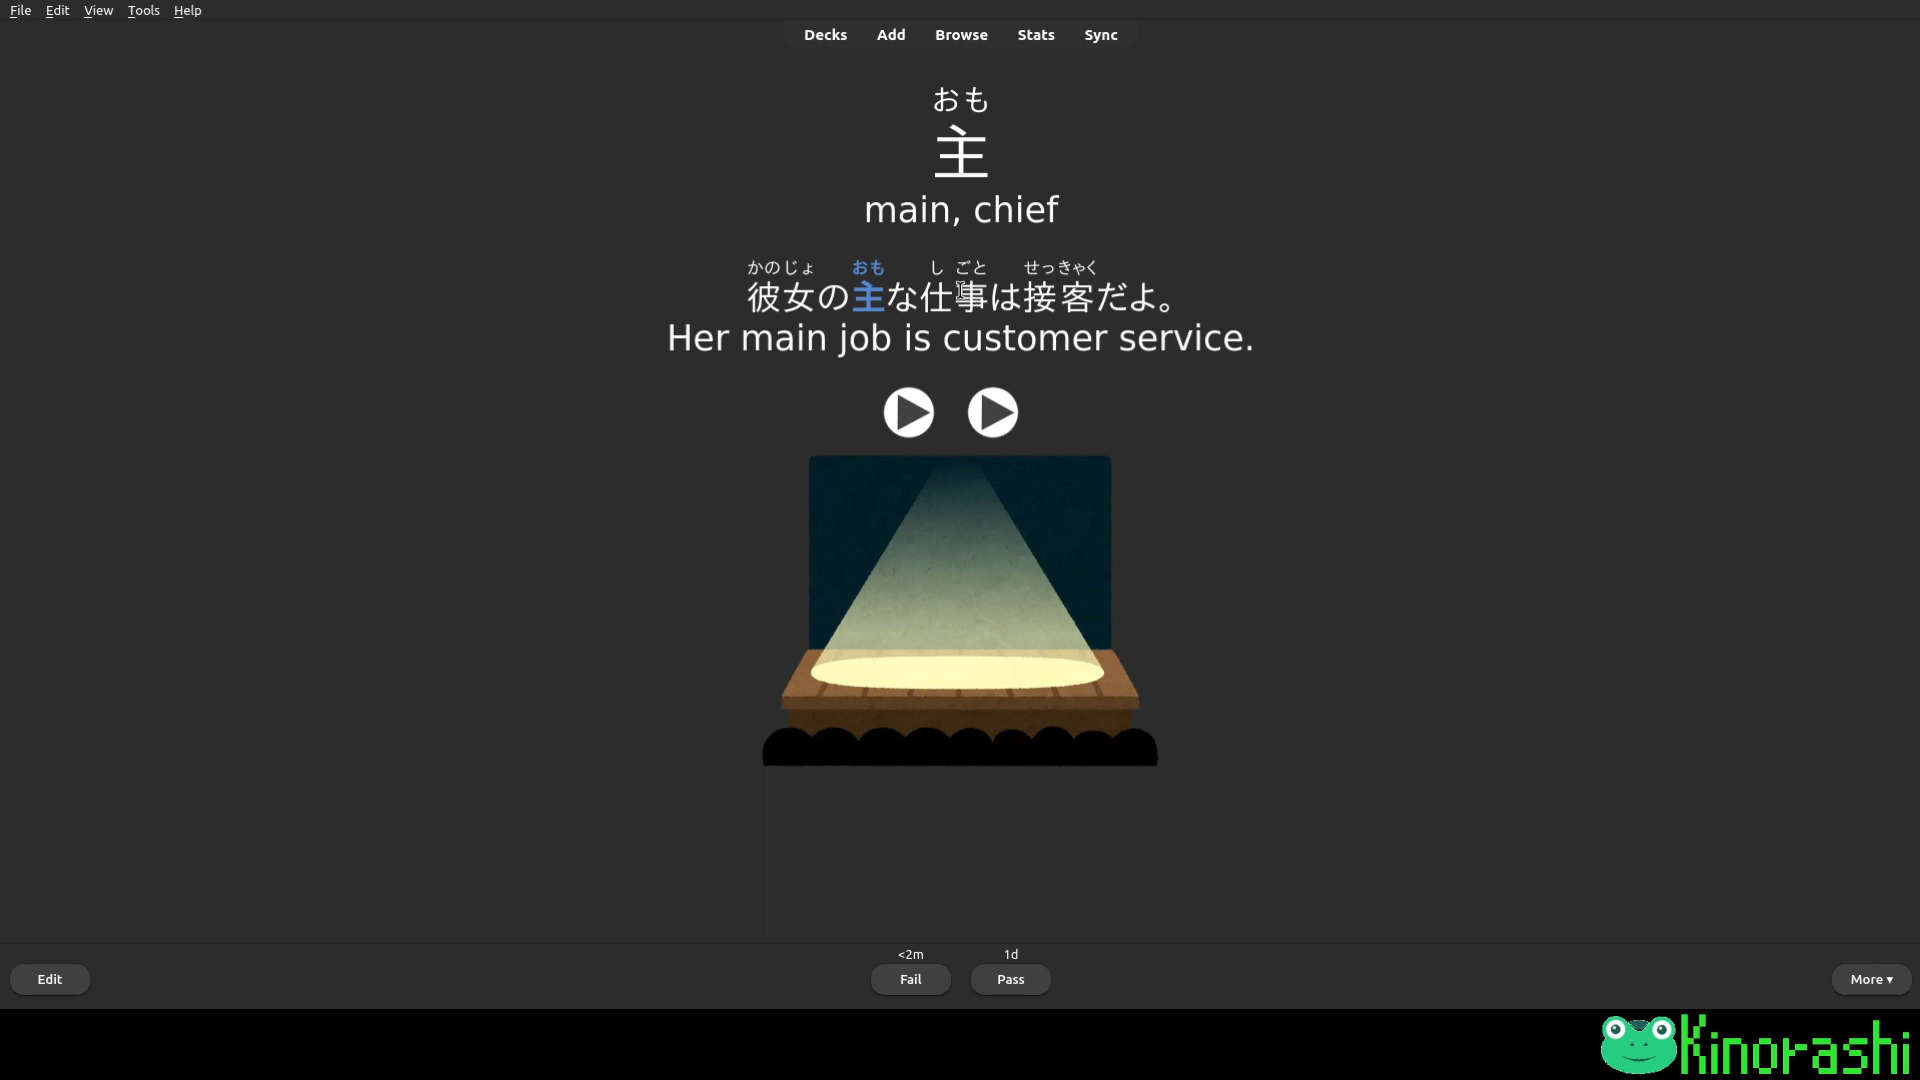 File Edit View Tools Help
Decks Add Browse Stats Sync
おも
主
main, chief
かのじょ おも し ごと せっきゃく
彼女の主な仕事は接客だよ。
Her main job is customer service.
<2m 1d
Edit Fail Pass More ▾
Kinorashi